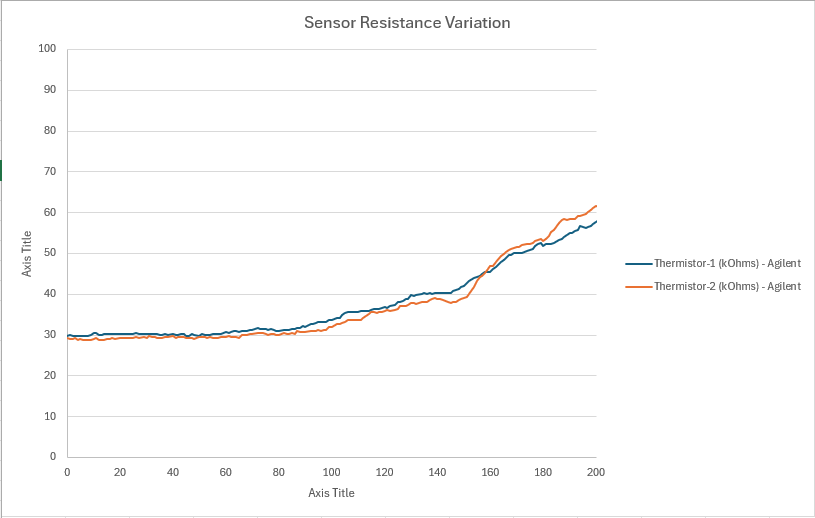 Sensor Resistance Variation
100
90
80
70
60
50
40
30
20
10
0
Axis Title
0 20 40 60 80 100 120 140 160 180 200
Axis Title
Thermistor-1 (kOhms) - Agilent
Thermistor-2 (kOhms) - Agilent